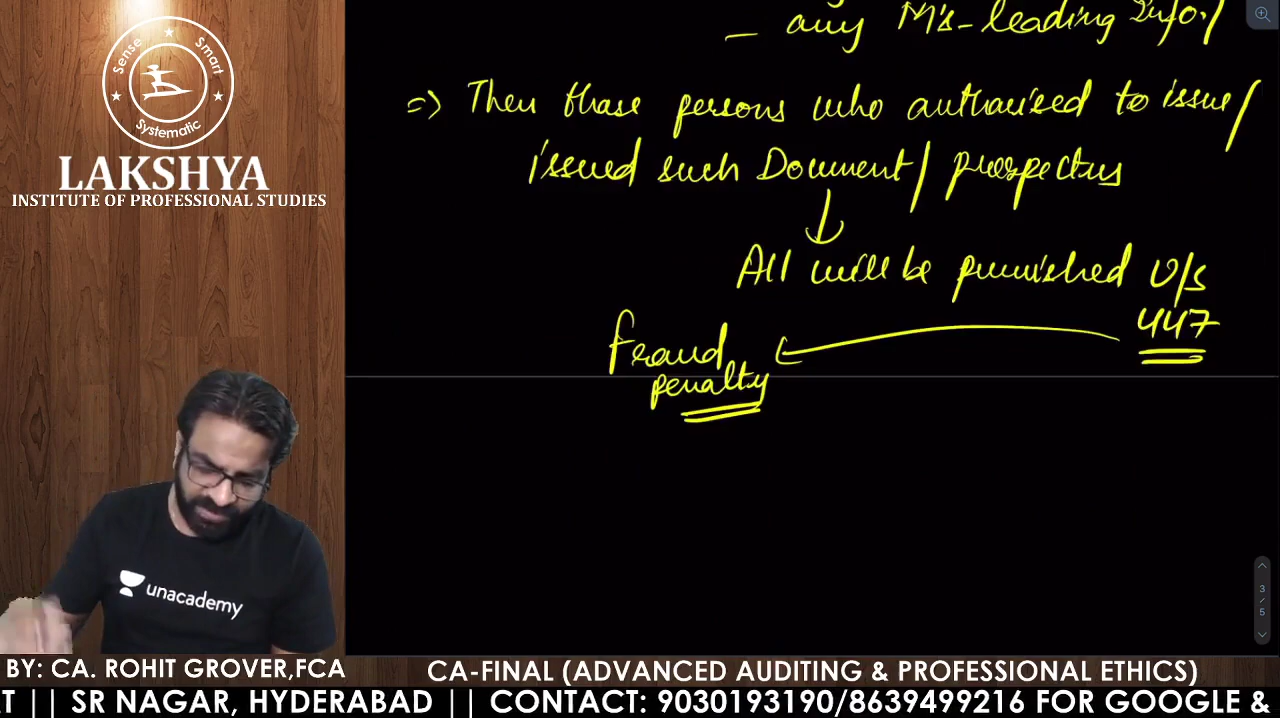 Sense
Smart
Systematic
LAKSHYA
INSTITUTE OF PROFESSIONAL STUDIES
_ any Mis-leading Info./
=> Then those persons who authorised to issue/
issued such Document/ prospectus
All will be punished U/s
447
Fraud
penalty
unacademy
3
/
5
BY: CA. ROHIT GROVER,FCA
CA-FINAL (ADVANCED AUDITING & PROFESSIONAL ETHICS)
|| SR NAGAR, HYDERABAD || CONTACT: 9030193190/8639499216 FOR GOOGLE &